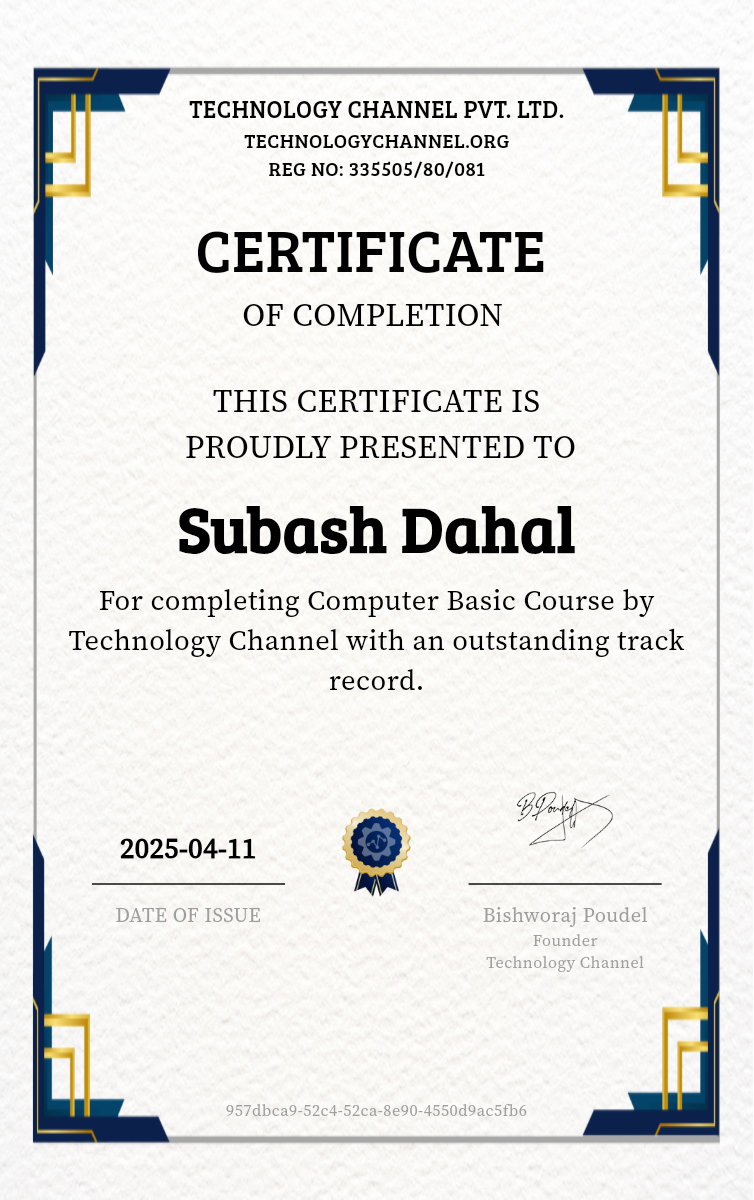 TECHNOLOGY CHANNEL PVT. LTD.
TECHNOLOGYCHANNEL.ORG
REG NO: 335505/80/081
CERTIFICATE
OF COMPLETION
THIS CERTIFICATE IS
PROUDLY PRESENTED TO
Subash Dahal
For completing Computer Basic Course by
Technology Channel with an outstanding track
record.
B.Poudel
2025-04-11
DATE OF ISSUE
Bishworaj Poudel
Founder
Technology Channel
957dbca9-52c4-52ca-8e90-4550d9ac5fb6